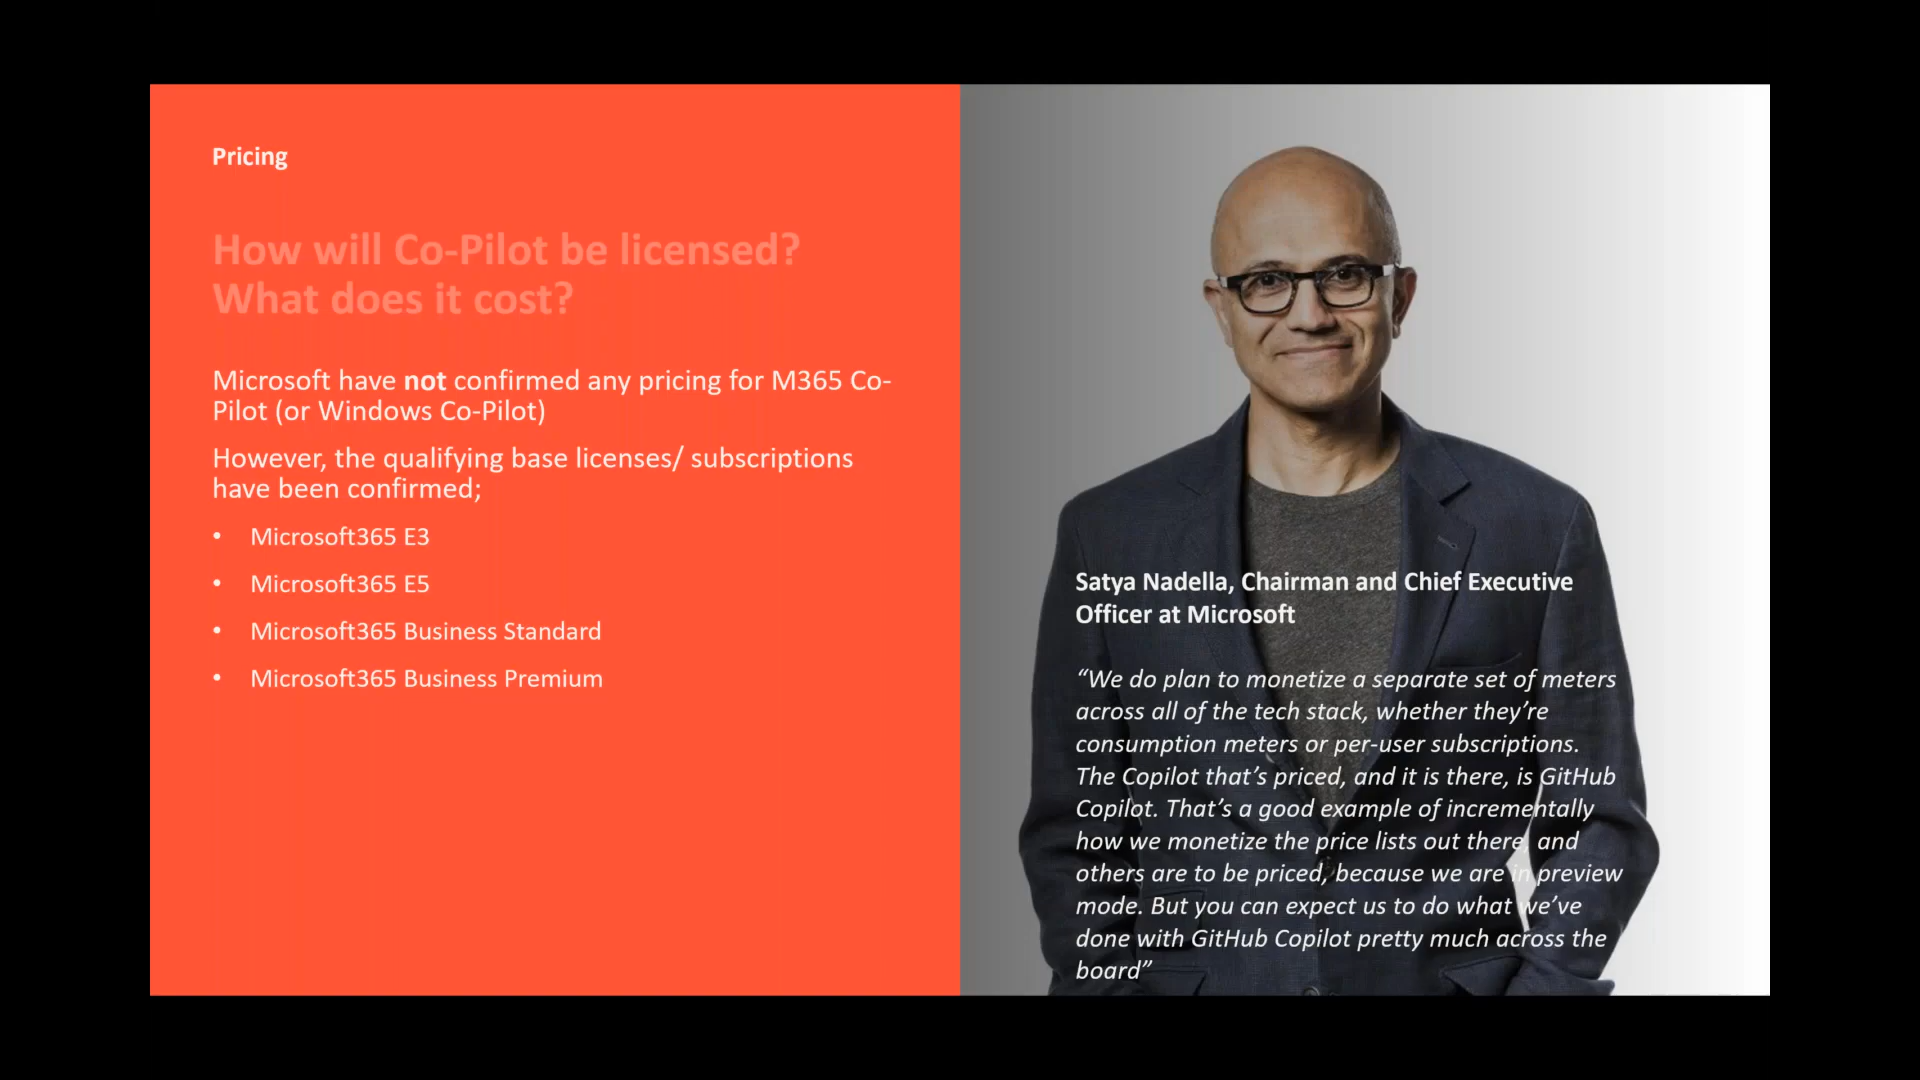 Pricing
How will Co-Pilot be licensed?
What does it cost?
Microsoft have not confirmed any pricing for M365 Co-
Pilot (or Windows Co-Pilot)
However, the qualifying base licenses/ subscriptions
have been confirmed;
• Microsoft365 E3
• Microsoft365 E5
• Microsoft365 Business Standard
• Microsoft365 Business Premium
Satya Nadella, Chairman and Chief Executive
Officer at Microsoft
“We do plan to monetize a separate set of meters
across all of the tech stack, whether they’re
consumption meters or per-user subscriptions.
The Copilot that’s priced, and it is there, is GitHub
Copilot. That’s a good example of incrementally
how we monetize the price lists out there, and
others are to be priced, because we are in preview
mode. But you can expect us to do what we’ve
done with GitHub Copilot pretty much across the
board”